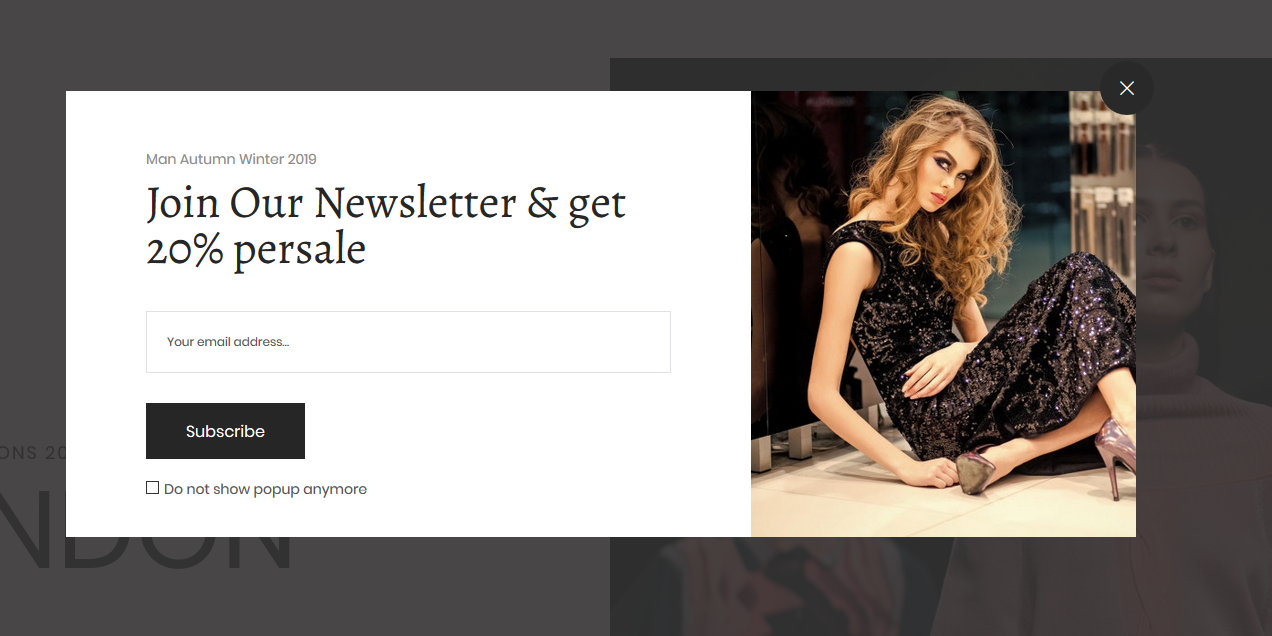 Man Autumn Winter 2019
Join Our Newsletter & get
20% persale
Your email address...
Subscribe
Do not show popup anymore
ONS 20
NDON